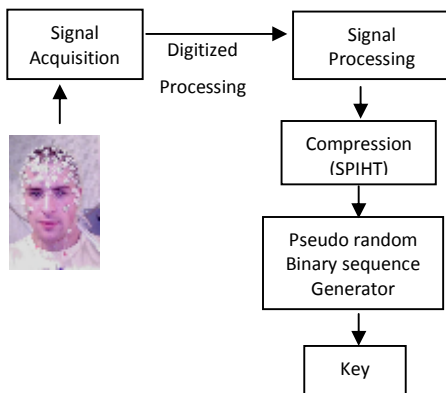 Signal
Acquisition
Digitized
Processing
Signal
Processing
Compression
(SPIHT)
Pseudo random
Binary sequence
Generator
Key